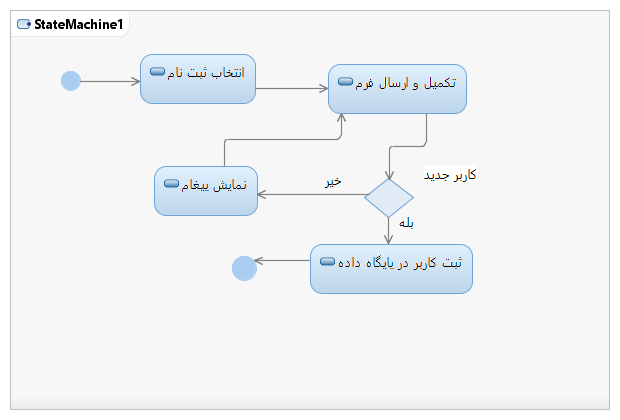 StateMachine1
انتخاب ثبت نام
تکمیل و ارسال فرم
کاربر جدید
خیر
نمایش پیغام
بله
ثبت کاربر در پایگاه داده